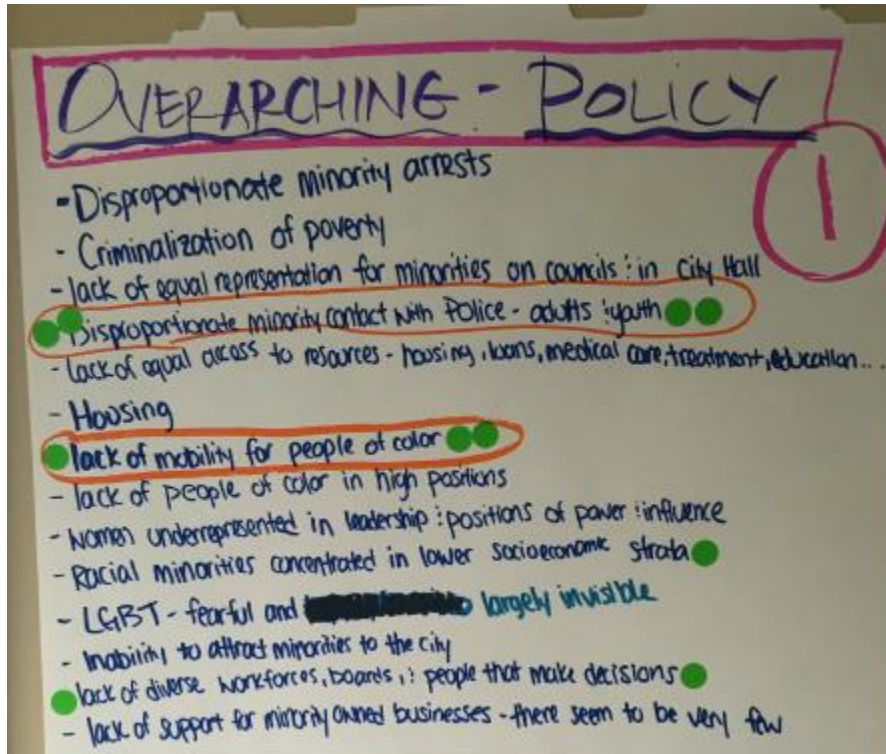 OVERARCHING - POLICY
1
- Disproportionate minority arrests
- Criminalization of poverty
- lack of equal representation for minorities on councils & in City Hall
Disproportionate minority contact with Police - adults & youth
- Lack of equal access to resources - housing, loans, medical care, treatment, education...
- Housing
lack of mobility for people of color
- lack of people of color in high positions
- women underrepresented in leadership & positions of power & influence
- Racial minorities concentrated in lower socioeconomic strata
- LGBT - fearful and largely invisible
- Inability to attract minorities to the city
lack of diverse workforces, boards, & people that make decisions
- lack of support for minority owned businesses - there seem to be very few